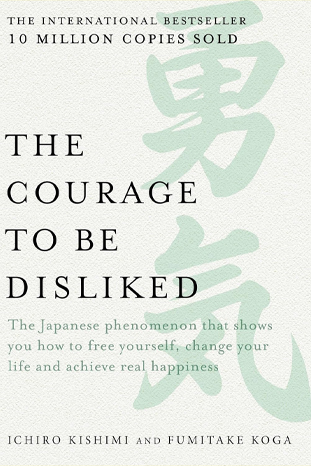 THE INTERNATIONAL BESTSELLER
10 MILLION COPIES SOLD
勇気
THE
COURAGE
TO BE
DISLIKED
The Japanese phenomenon that shows
you how to free yourself, change your
life and achieve real happiness
ICHIRO KISHIMI AND FUMITAKE KOGA